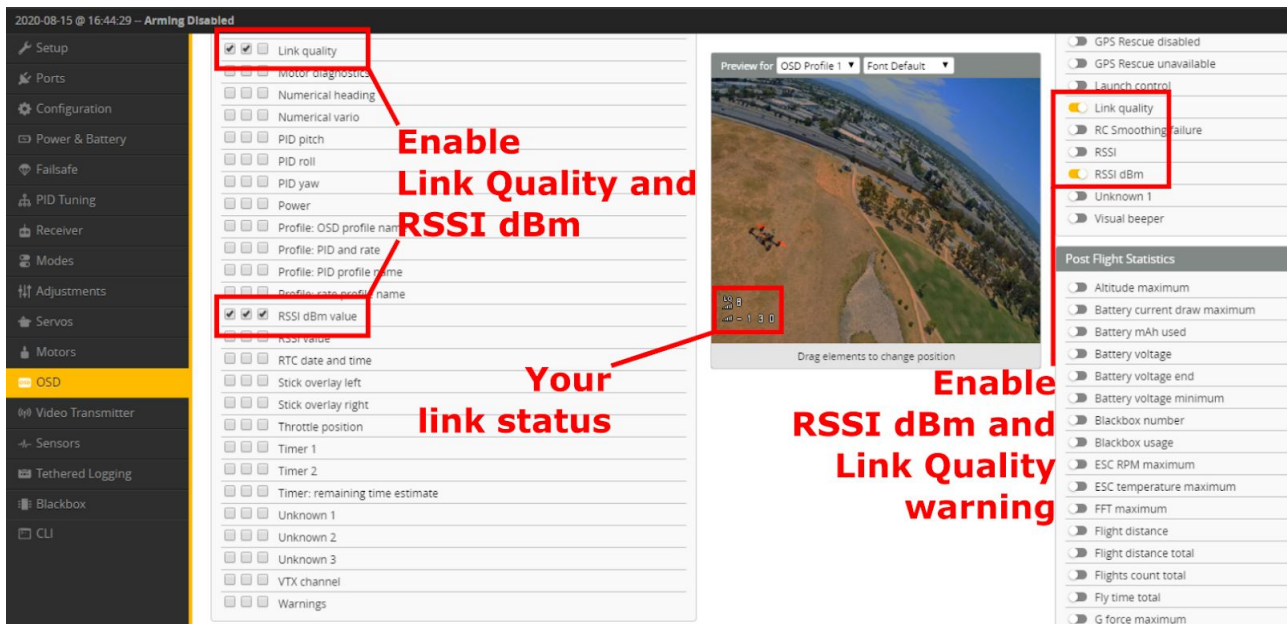 2020-08-15 @ 16:44:29 -- Arming Disabled
Setup
Ports
Configuration
Power & Battery
Failsafe
PID Tuning
Receiver
Modes
Adjustments
Servos
Motors
OSD
Video Transmitter
Sensors
Tethered Logging
Blackbox
CLI
Link quality
Motor diagnostics
Numerical heading
Numerical vario
PID pitch
PID roll
PID yaw
Power
Profile: OSD profile name
Profile: PID and rate
Profile: PID profile name
Profile: rate profile name
RSSI dBm value
RSSI value
RTC date and time
Stick overlay left
Stick overlay right
Throttle position
Timer 1
Timer 2
Timer: remaining time estimate
Unknown 1
Unknown 2
Unknown 3
VTX channel
Warnings
Enable
Link Quality and
RSSI dBm
Your
link status
Preview for OSD Profile 1 Font Default
8
-130
Drag elements to change position
Enable
RSSI dBm and
Link Quality
warning
GPS Rescue disabled
GPS Rescue unavailable
Launch control
Link quality
RC Smoothing failure
RSSI
RSSI dBm
Unknown 1
Visual beeper
Post Flight Statistics
Altitude maximum
Battery current draw maximum
Battery mAh used
Battery voltage
Battery voltage end
Battery voltage minimum
Blackbox number
Blackbox usage
ESC RPM maximum
ESC temperature maximum
FFT maximum
Flight distance
Flight distance total
Flights count total
Fly time total
G force maximum